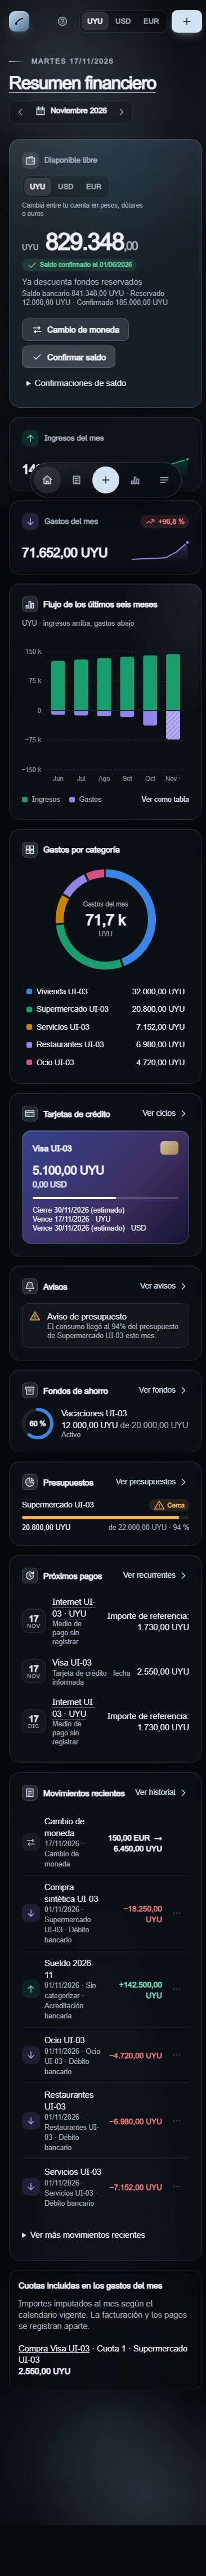 UYU USD EUR
MARTES 17/11/2026
Resumen financiero
Noviembre 2026
Disponible libre
UYU USD EUR
Cambiá entre tu cuenta en pesos, dólares
o euros
UYU 829.348,00
Saldo confirmado el 01/06/2026
Ya descuenta fondos reservados
Saldo bancario 841.348,00 UYU · Reservado
12.000,00 UYU · Confirmado 185.000,00 UYU
Cambio de moneda
Confirmar saldo
Confirmaciones de saldo
Ingresos del mes
Gastos del mes
+96,8 %
71.652,00 UYU
Flujo de los últimos seis meses
UYU · ingresos arriba, gastos abajo
150 k
75 k
0
−75 k
−150 k
Jun Jul Ago Set Oct Nov
Ingresos Gastos Ver como tabla
Gastos por categoría
Gastos del mes
71,7 k
UYU
Vivienda UI-03 32.000,00 UYU
Supermercado UI-03 20.800,00 UYU
Servicios UI-03 7.152,00 UYU
Restaurantes UI-03 6.980,00 UYU
Ocio UI-03 4.720,00 UYU
Tarjetas de crédito Ver ciclos
Visa UI-03
5.100,00 UYU
0,00 USD
Cierre 30/11/2026 (estimado)
Vence 17/11/2026 · UYU
Vence 30/11/2026 (estimado) · USD
Avisos Ver avisos
Aviso de presupuesto
El consumo llegó al 94% del presupuesto
de Supermercado UI-03 este mes.
Fondos de ahorro Ver fondos
60 %
Vacaciones UI-03
12.000,00 UYU de 20.000,00 UYU
Activo
Presupuestos Ver presupuestos
Supermercado UI-03 Cerca
20.800,00 UYU de 22.000,00 UYU · 94 %
Próximos pagos Ver recurrentes
17
NOV
Internet UI-
03 · UYU
Medio de
pago sin
registrar
Importe de referencia:
1.730,00 UYU
17
NOV
Visa UI-03
Tarjeta de crédito · fecha
informada
2.550,00 UYU
17
DIC
Internet UI-
03 · UYU
Medio de
pago sin
registrar
Importe de referencia:
1.730,00 UYU
Movimientos recientes Ver historial
Cambio de
moneda
17/11/2026 ·
Cambio de
moneda
150,00 EUR →
6.450,00 UYU
Compra
sintética UI-03
01/11/2026 ·
Supermercado
UI-03 · Débito
bancario
−18.250,00
UYU
Sueldo 2026-
11
01/11/2026 · Sin
categorizar ·
Acreditación
bancaria
+142.500,00
UYU
Ocio UI-03
01/11/2026 · Ocio
UI-03 · Débito
bancario
−4.720,00 UYU
Restaurantes
UI-03
01/11/2026 ·
Restaurantes UI-
03 · Débito
bancario
−6.980,00 UYU
Servicios UI-03
01/11/2026 ·
Servicios UI-03 ·
Débito bancario
−7.152,00 UYU
Ver más movimientos recientes
Cuotas incluidas en los gastos del mes
Importes imputados al mes según el
calendario vigente. La facturación y los pagos
se registran aparte.
Compra Visa UI-03 · Cuota 1 · Supermercado
UI-03
2.550,00 UYU